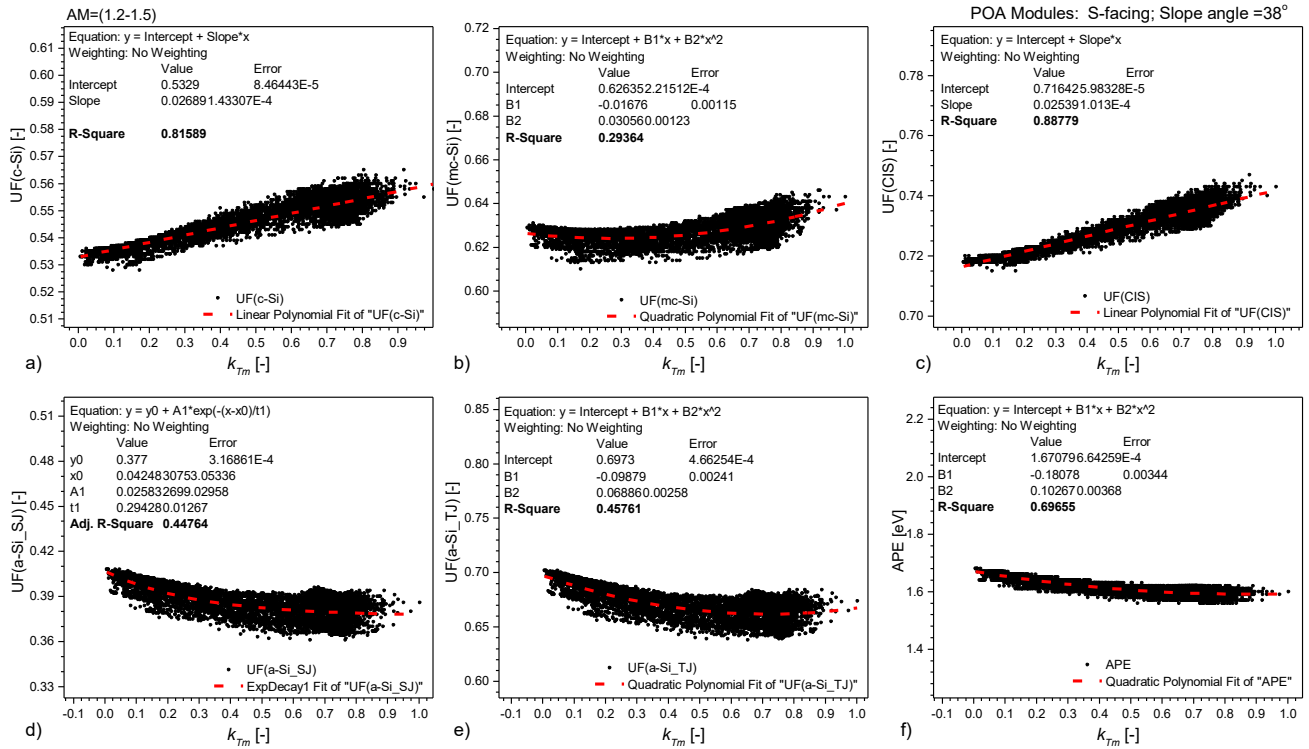 AM=(1.2-1.5)
POA Modules: S-facing; Slope angle =38°
Equation: y = Intercept + Slope*x
Weighting: No Weighting
Value Error
Intercept 0.5329 8.46443E-5
Slope 0.02689 1.43307E-4
R-Square 0.81589
UF(c-Si) [-]
0.61
0.60
0.59
0.58
0.57
0.56
0.55
0.54
0.53
0.52
0.51
UF(c-Si)
Linear Polynomial Fit of "UF(c-Si)"
0.0 0.1 0.2 0.3 0.4 0.5 0.6 0.7 0.8 0.9
a) kTm [-]
Equation: y = Intercept + B1*x + B2*x^2
Weighting: No Weighting
Value Error
Intercept 0.62635 2.21512E-4
B1 -0.01676 0.00115
B2 0.03056 0.00123
R-Square 0.29364
UF(mc-Si) [-]
0.72
0.70
0.68
0.66
0.64
0.62
0.60
UF(mc-Si)
Quadratic Polynomial Fit of "UF(mc-Si)"
0.0 0.1 0.2 0.3 0.4 0.5 0.6 0.7 0.8 0.9 1.0
b) kTm [-]
Equation: y = Intercept + Slope*x
Weighting: No Weighting
Value Error
Intercept 0.71642 5.98328E-5
Slope 0.02539 1.013E-4
R-Square 0.88779
UF(CIS) [-]
0.78
0.76
0.74
0.72
0.70
UF(CIS)
Linear Polynomial Fit of "UF(CIS)"
0.0 0.1 0.2 0.3 0.4 0.5 0.6 0.7 0.8 0.9 1.0
c) kTm [-]
Equation: y = y0 + A1*exp(-(x-x0)/t1)
Weighting: No Weighting
Value Error
y0 0.377 3.16861E-4
x0 0.04248 30753.05336
A1 0.02583 2699.02958
t1 0.29428 0.01267
Adj. R-Square 0.44764
UF(a-Si_SJ) [-]
0.51
0.48
0.45
0.42
0.39
0.36
0.33
UF(a-Si_SJ)
ExpDecay1 Fit of "UF(a-Si_SJ)"
-0.1 0.0 0.1 0.2 0.3 0.4 0.5 0.6 0.7 0.8 0.9 1.0
d) kTm [-]
Equation: y = Intercept + B1*x + B2*x^2
Weighting: No Weighting
Value Error
Intercept 0.6973 4.66254E-4
B1 -0.09879 0.00241
B2 0.06886 0.00258
R-Square 0.45761
UF(a-Si_TJ) [-]
0.85
0.80
0.75
0.70
0.65
0.60
UF(a-Si_TJ)
Quadratic Polynomial Fit of "UF(a-Si_TJ)"
-0.1 0.0 0.1 0.2 0.3 0.4 0.5 0.6 0.7 0.8 0.9 1.0
e) kTm [-]
Equation: y = Intercept + B1*x + B2*x^2
Weighting: No Weighting
Value Error
Intercept 1.67079 6.64259E-4
B1 -0.18078 0.00344
B2 0.10267 0.00368
R-Square 0.69655
APE [eV]
2.2
2.0
1.8
1.6
1.4
APE
Quadratic Polynomial Fit of "APE"
-0.1 0.0 0.1 0.2 0.3 0.4 0.5 0.6 0.7 0.8 0.9 1.0
f) kTm [-]